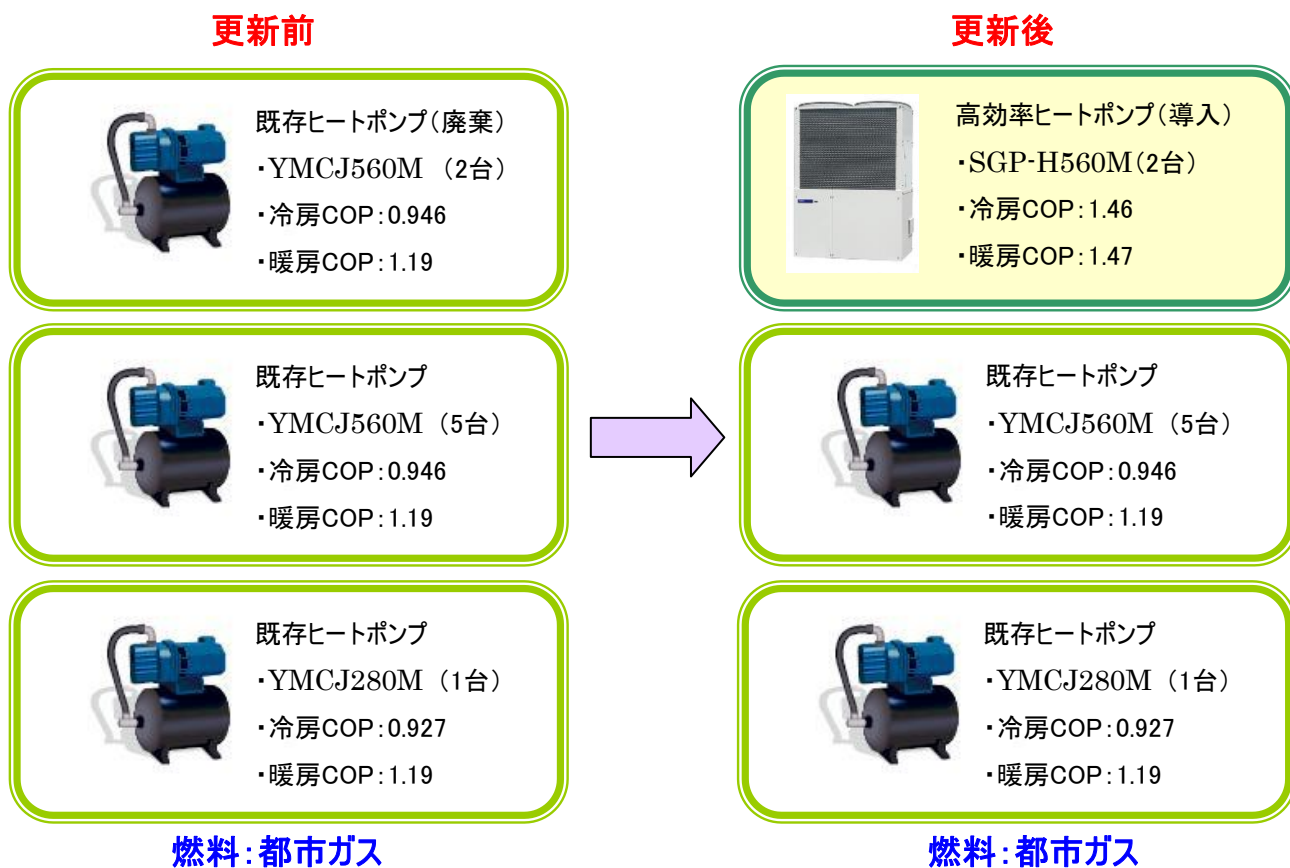 更新前
既存ヒートポンプ（廃棄）
・YMCJ560M （2台）
・冷房COP：0.946
・暖房COP：1.19
既存ヒートポンプ
・YMCJ560M （5台）
・冷房COP：0.946
・暖房COP：1.19
既存ヒートポンプ
・YMCJ280M （1台）
・冷房COP：0.927
・暖房COP：1.19
燃料：都市ガス
更新後
高効率ヒートポンプ（導入）
・SGP-H560M（2台）
・冷房COP：1.46
・暖房COP：1.47
既存ヒートポンプ
・YMCJ560M （5台）
・冷房COP：0.946
・暖房COP：1.19
既存ヒートポンプ
・YMCJ280M （1台）
・冷房COP：0.927
・暖房COP：1.19
燃料：都市ガス